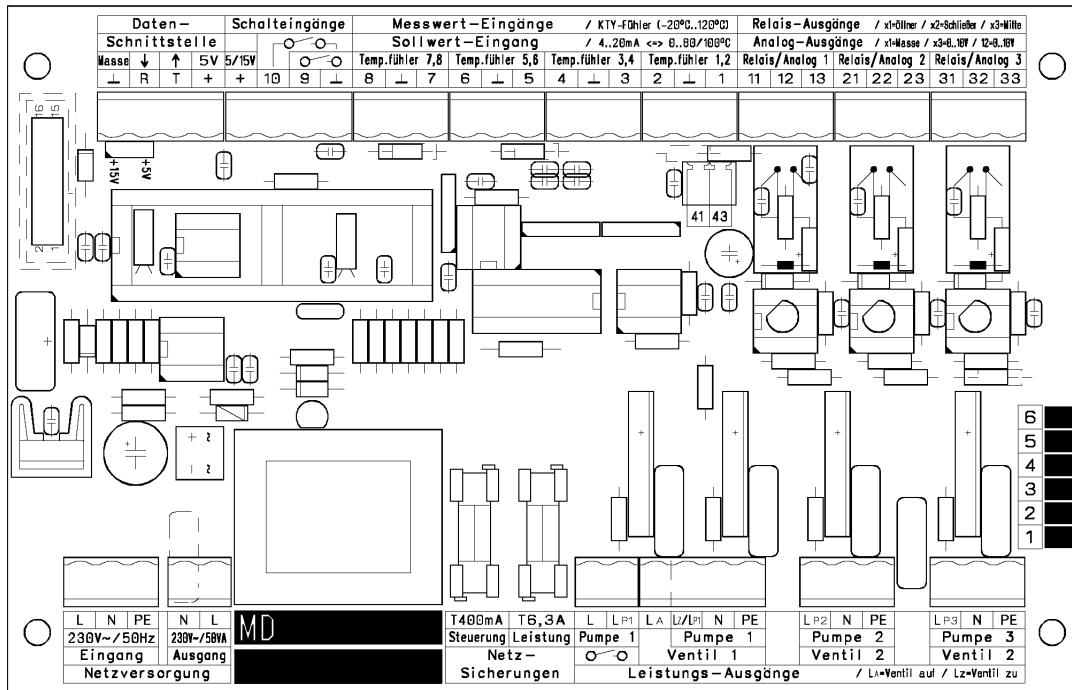 Daten- Schalteingänge Messwert-Eingänge / KTY-Fühler (-20°C..120°C) Relais-Ausgänge / x1=Öffner / x2=Schließer / x3=Mitte
Schnittstelle Sollwert-Eingang / 4..20mA <=> 0..80/100°C Analog-Ausgänge / x1=Masse / x3=0..10V / 12=0..10V
Masse ↓ ↑ 5V 5/15V Temp.fühler 7,8 Temp.fühler 5,6 Temp.fühler 3,4 Temp.fühler 1,2 Relais/Analog 1 Relais/Analog 2 Relais/Analog 3
⊥ R T + + 10 9 ⊥ 8 ⊥ 7 6 ⊥ 5 4 ⊥ 3 2 ⊥ 1 11 12 13 21 22 23 31 32 33
16 15
+15V +5V
41 43
2 1
6
5
4
3
2
1
L N PE N L MD T400mA T6,3A L LP1 LA LZ/LP1 N PE LP2 N PE LP3 N PE
230V~/50Hz 230V~/50VA Steuerung Leistung Pumpe 1 Pumpe 1 Pumpe 2 Pumpe 3
Eingang Ausgang Netz- Ventil 1 Ventil 2 Ventil 2
Netzversorgung Sicherungen Leistungs-Ausgänge / LA=Ventil auf / LZ=Ventil zu